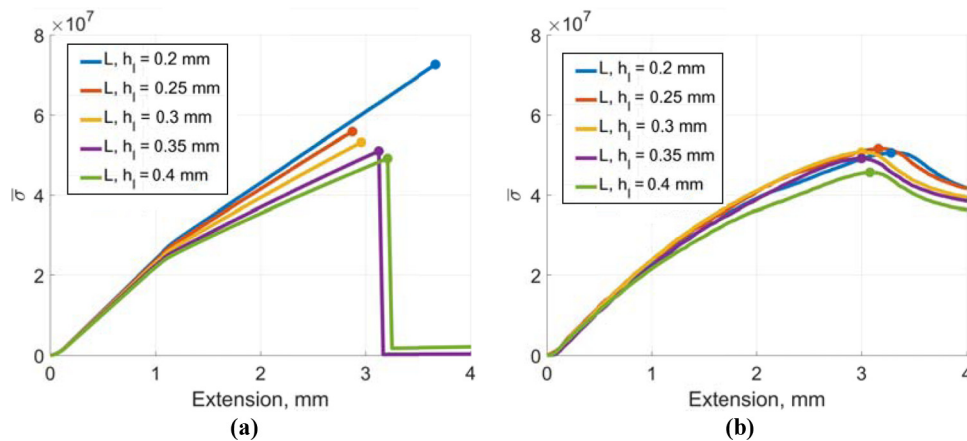 ×10⁷
8
6
4
2
0
σ̅
L, h_l = 0.2 mm
L, h_l = 0.25 mm
L, h_l = 0.3 mm
L, h_l = 0.35 mm
L, h_l = 0.4 mm
0 1 2 3 4
Extension, mm
(a)
×10⁷
8
6
4
2
0
σ̅
L, h_l = 0.2 mm
L, h_l = 0.25 mm
L, h_l = 0.3 mm
L, h_l = 0.35 mm
L, h_l = 0.4 mm
0 1 2 3 4
Extension, mm
(b)